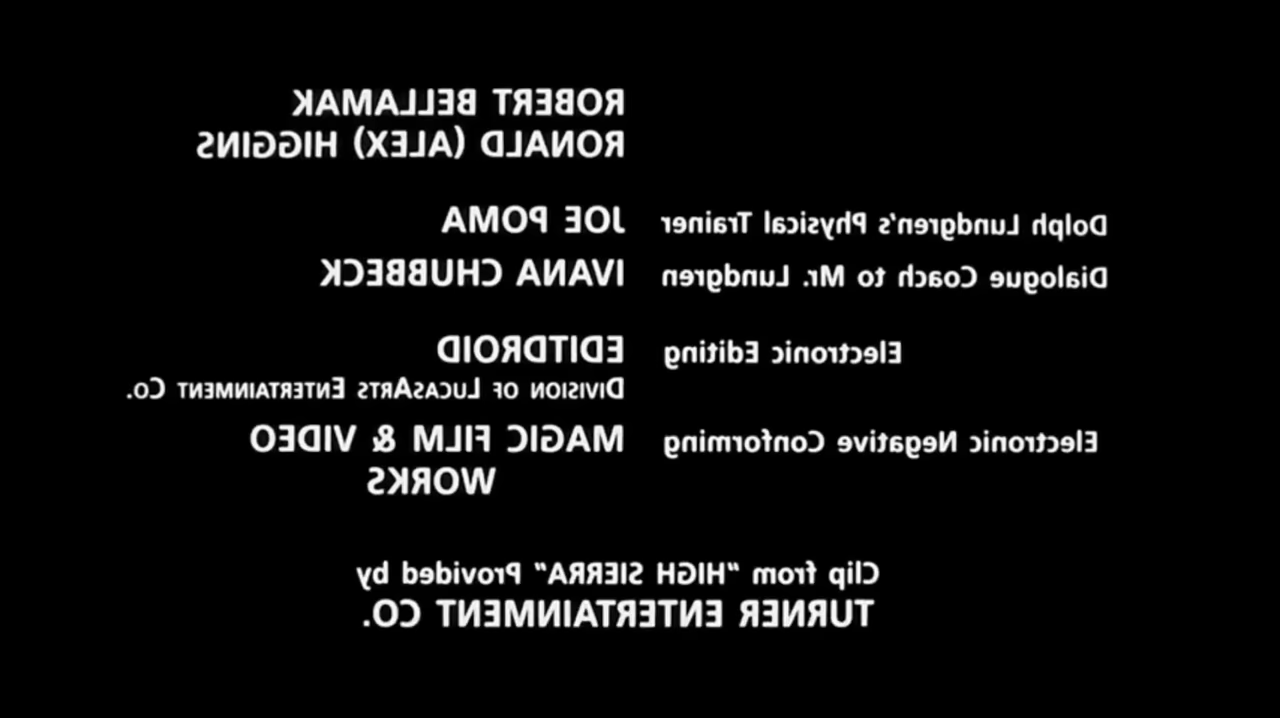 ROBERT BELLAMAK
RONALD (ALEX) HIGGINS
Dolph Lundgren's Physical Trainer JOE POMA
Dialogue Coach to Mr. Lundgren IVANA CHUBBECK
Electronic Editing EDITDROID
DIVISION OF LUCASARTS ENTERTAINMENT CO.
Electronic Negative Conforming MAGIC FILM & VIDEO
WORKS
Clip from "HIGH SIERRA" Provided by
TURNER ENTERTAINMENT CO.